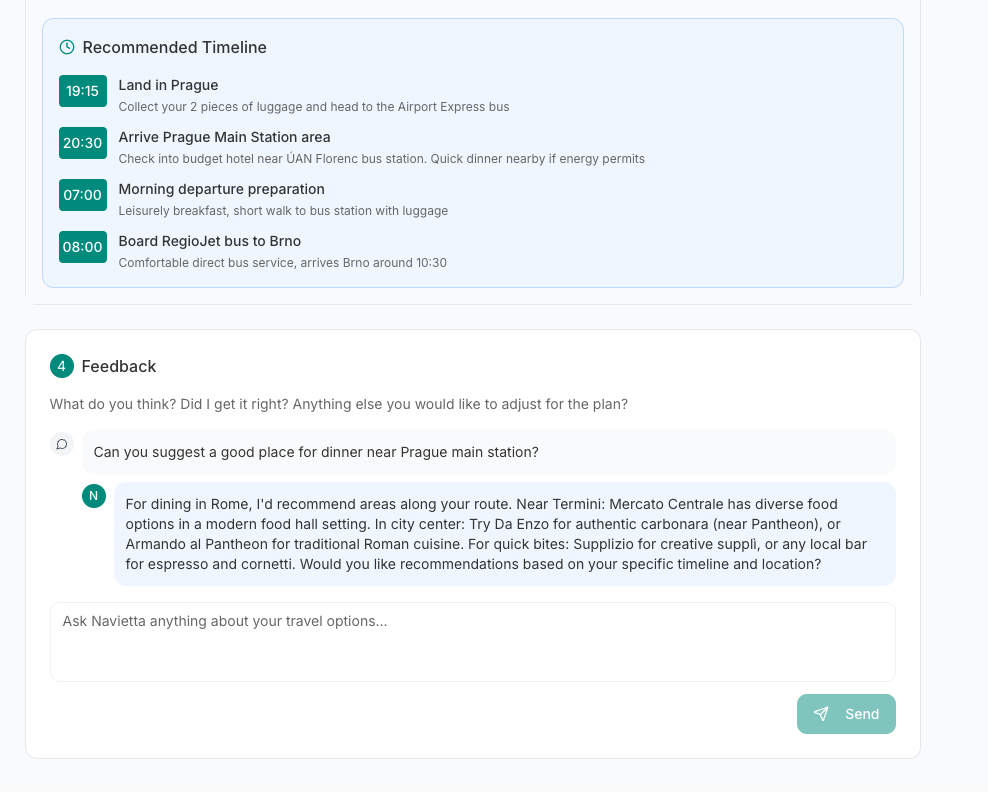 Recommended Timeline
19:15
Land in Prague
Collect your 2 pieces of luggage and head to the Airport Express bus
20:30
Arrive Prague Main Station area
Check into budget hotel near ÚAN Florenc bus station. Quick dinner nearby if energy permits
07:00
Morning departure preparation
Leisurely breakfast, short walk to bus station with luggage
08:00
Board RegioJet bus to Brno
Comfortable direct bus service, arrives Brno around 10:30
4 Feedback
What do you think? Did I get it right? Anything else you would like to adjust for the plan?
Can you suggest a good place for dinner near Prague main station?
N
For dining in Rome, I'd recommend areas along your route. Near Termini: Mercato Centrale has diverse food
options in a modern food hall setting. In city center: Try Da Enzo for authentic carbonara (near Pantheon), or
Armando al Pantheon for traditional Roman cuisine. For quick bites: Supplizio for creative supplì, or any local bar
for espresso and cornetti. Would you like recommendations based on your specific timeline and location?
Ask Navietta anything about your travel options...
Send